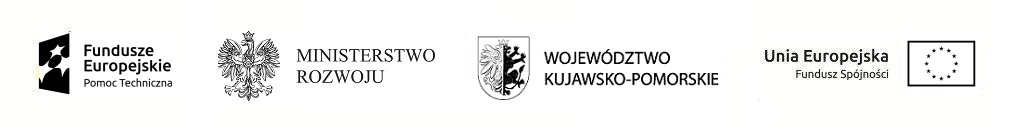 Fundusze
Europejskie
Pomoc Techniczna
MINISTERSTWO
ROZWOJU
WOJEWÓDZTWO
KUJAWSKO-POMORSKIE
Unia Europejska
Fundusz Spójności